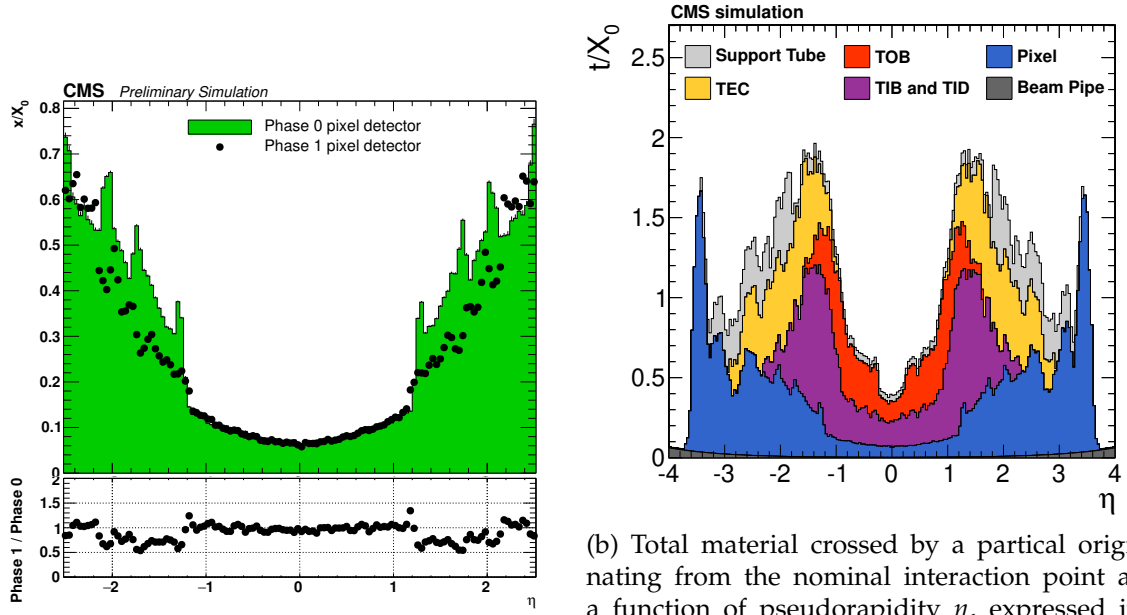 CMS Preliminary Simulation
x/X0
0.8
0.7
0.6
0.5
0.4
0.3
0.2
0.1
0
Phase 0 pixel detector
Phase 1 pixel detector
Phase 1 / Phase 0
2
1.5
1
0.5
0
−2 −1 0 1 2
η
CMS simulation
t/X0
2.5
2
1.5
1
0.5
0
Support Tube TOB Pixel
TEC TIB and TID Beam Pipe
-4 -3 -2 -1 0 1 2 3 4
η
(b) Total material crossed by a partical origi
nating from the nominal interaction point a
a function of pseudorapidity η, expressed i